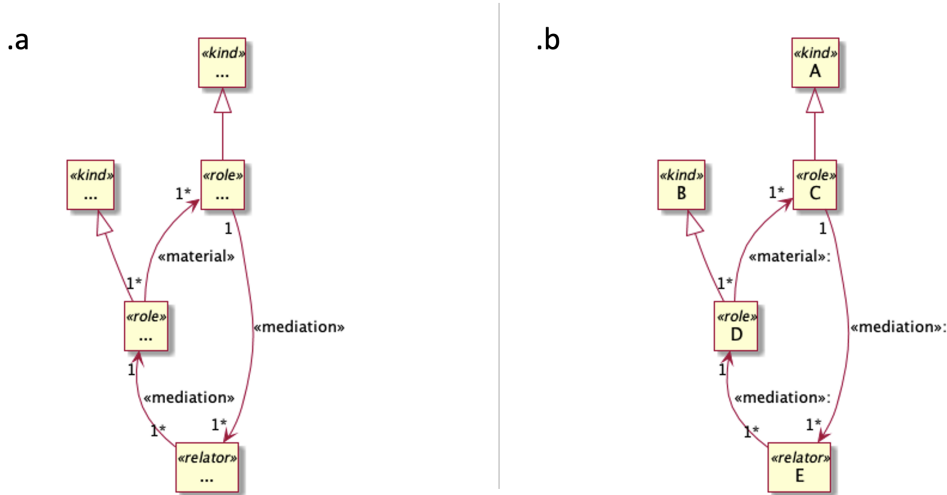 .a
«kind»
...
«kind»
...
«role»
...
1*
1
«material»
1*
«role»
...
«mediation»
1
«mediation»
1*
1*
«relator»
...
.b
«kind»
A
«kind»
B
«role»
C
1*
1
«material»:
1*
«role»
D
«mediation»:
1
«mediation»:
1*
1*
«relator»
E